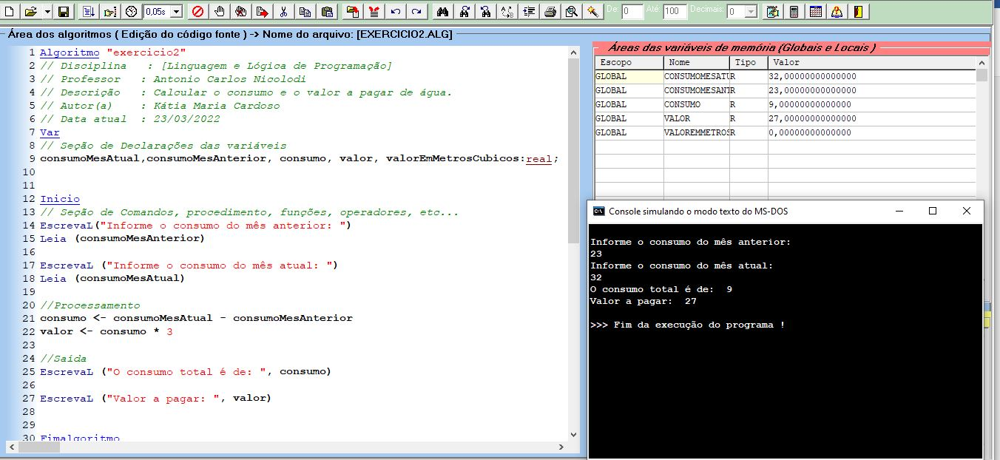 0,05s De: 0 Até: 100 Decimais: 0
Área dos algoritmos ( Edição do código fonte ) -> Nome do arquivo: [EXERCICIO2.ALG]
1 Algoritmo "exercicio2"
2 // Disciplina   : [Linguagem e Lógica de Programação]
3 // Professor   : Antonio Carlos Nicolodi
4 // Descrição   : Calcular o consumo e o valor a pagar de água.
5 // Autor(a)    : Kátia Maria Cardoso
6 // Data atual  : 23/03/2022
7 Var
8 // Seção de Declarações das variáveis
9 consumoMesAtual,consumoMesAnterior, consumo, valor, valorEmMetrosCubicos:real;
10
11
12 Inicio
13 // Seção de Comandos, procedimento, funções, operadores, etc...
14 EscrevaL("Informe o consumo do mês anterior: ")
15 Leia (consumoMesAnterior)
16
17 EscrevaL ("Informe o consumo do mês atual: ")
18 Leia (consumoMesAtual)
19
20 //Processamento
21 consumo <- consumoMesAtual - consumoMesAnterior
22 valor <- consumo * 3
23
24 //Saída
25 EscrevaL ("O consumo total é de: ", consumo)
26
27 EscrevaL ("Valor a pagar: ", valor)
28
29
30 Fimalgoritmo
Áreas das variáveis de memória (Globais e Locais )
Escopo Nome Tipo Valor
GLOBAL CONSUMOMESATU R 32,00000000000000
GLOBAL CONSUMOMESANT R 23,00000000000000
GLOBAL CONSUMO R 9,00000000000000
GLOBAL VALOR R 27,00000000000000
GLOBAL VALOREMMETROS R 0,00000000000000
Console simulando o modo texto do MS-DOS
Informe o consumo do mês anterior:
23
Informe o consumo do mês atual:
32
O consumo total é de:  9
Valor a pagar:  27
>>> Fim da execução do programa !